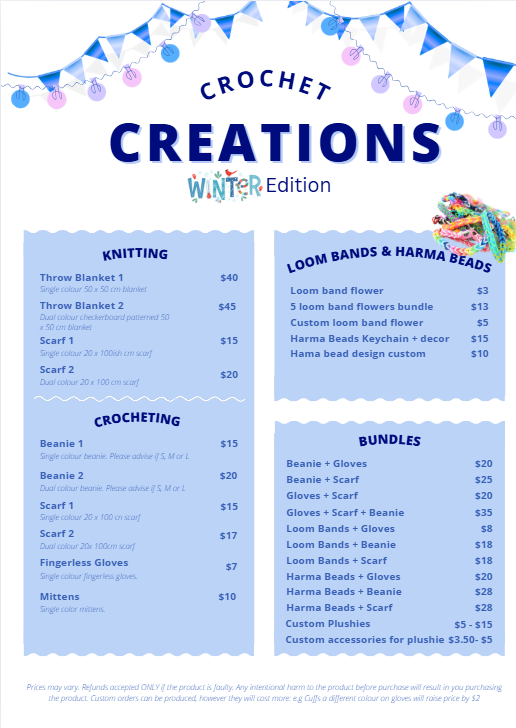 CROCHET
CREATIONS
WINTER Edition
KNITTING
Throw Blanket 1 $40
Single colour 50 x 50 cm blanket
Throw Blanket 2 $45
Dual colour checkerboard patterned 50
x 50 cm blanket
Scarf 1 $15
Single colour 20 x 100ish cm scarf
Scarf 2 $20
Dual colour 20 x 100 cm scarf
CROCHETING
Beanie 1 $15
Single colour beanie. Please advise if S, M or L
Beanie 2 $20
Dual colour beanie. Please advise if S, M or L
Scarf 1 $15
Single colour 20 x 100 cn scarf
Scarf 2 $17
Dual colour 20x 100cm scarf
Fingerless Gloves $7
Single colour fingerless gloves.
Mittens $10
Single color mittens.
LOOM BANDS & HARMA BEADS
Loom band flower $3
5 loom band flowers bundle $13
Custom loom band flower $5
Harma Beads Keychain + decor $15
Hama bead design custom $10
BUNDLES
Beanie + Gloves $20
Beanie + Scarf $25
Gloves + Scarf $20
Gloves + Scarf + Beanie $35
Loom Bands + Gloves $8
Loom Bands + Beanie $18
Loom Bands + Scarf $18
Harma Beads + Gloves $20
Harma Beads + Beanie $28
Harma Beads + Scarf $28
Custom Plushies $5 - $15
Custom accessories for plushie $3.50- $5
Prices may vary. Refunds accepted ONLY if the product is faulty. Any intentional harm to the product before purchase will result in you purchasing
the product. Custom orders can be produced, however they will cost more: e.g Cuffs a different colour on gloves will raise price by $2